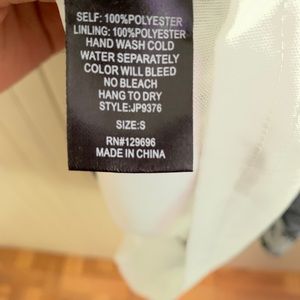 SELF: 100%POLYESTER
LINLING: 100%POLYESTER
HAND WASH COLD
WATER SEPARATELY
COLOR WILL BLEED
NO BLEACH
HANG TO DRY
STYLE:JP9376
SIZE:S
RN#129696
MADE IN CHINA